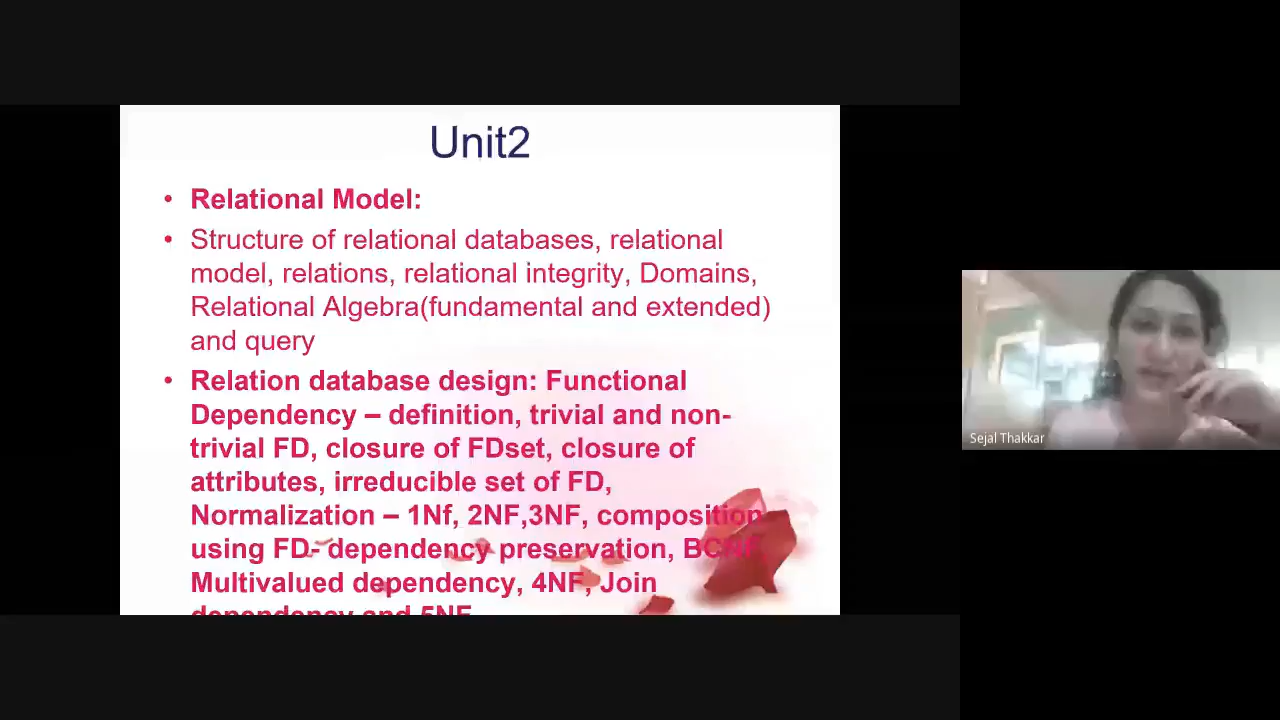 Unit2
• Relational Model:
• Structure of relational databases, relational
model, relations, relational integrity, Domains,
Relational Algebra(fundamental and extended)
and query
• Relation database design: Functional
Dependency – definition, trivial and non-
trivial FD, closure of FDset, closure of
attributes, irreducible set of FD,
Normalization – 1Nf, 2NF,3NF, composition
using FD- dependency preservation, BCNF,
Multivalued dependency, 4NF, Join
dependency and 5NF
Sejal Thakkar